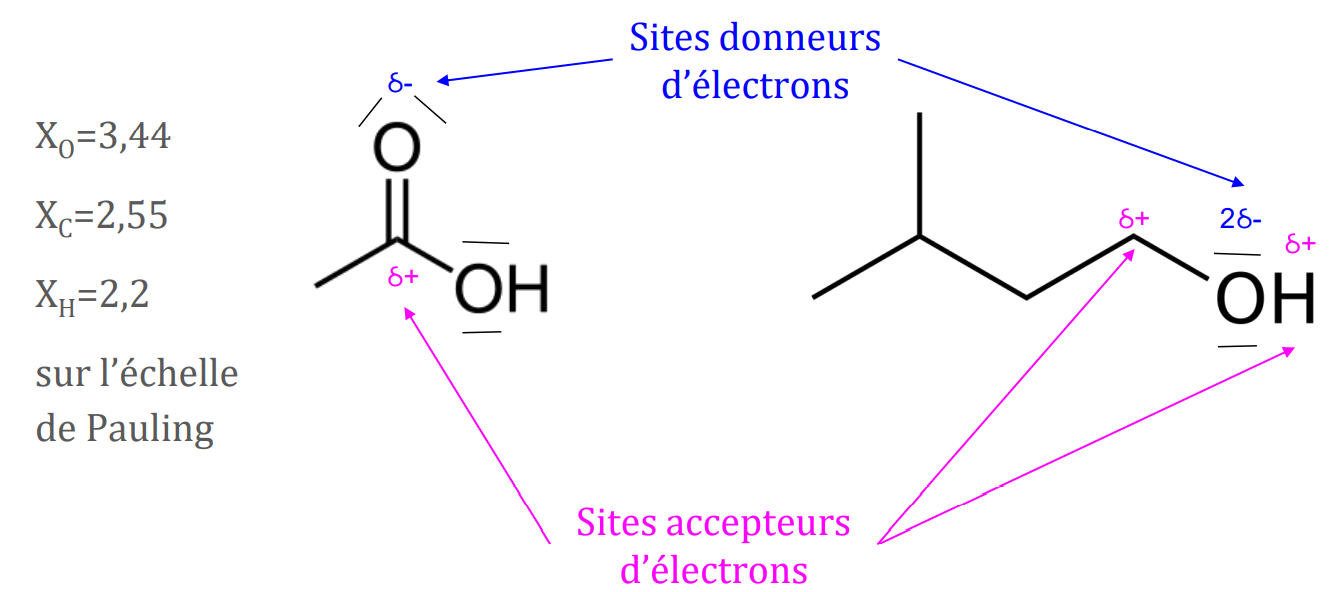 Sites donneurs
d’électrons
X_O=3,44
X_C=2,55
X_H=2,2
sur l’échelle
de Pauling
δ-
O
δ+
OH
δ+
2δ-
δ+
OH
Sites accepteurs
d’électrons